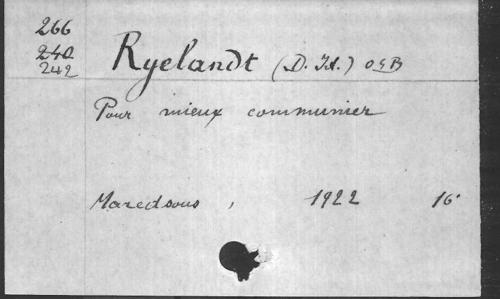 266
240
242
Ryelandt (D. Id.) OSB
Pour mieux communier
Maredsous, 1922 16°